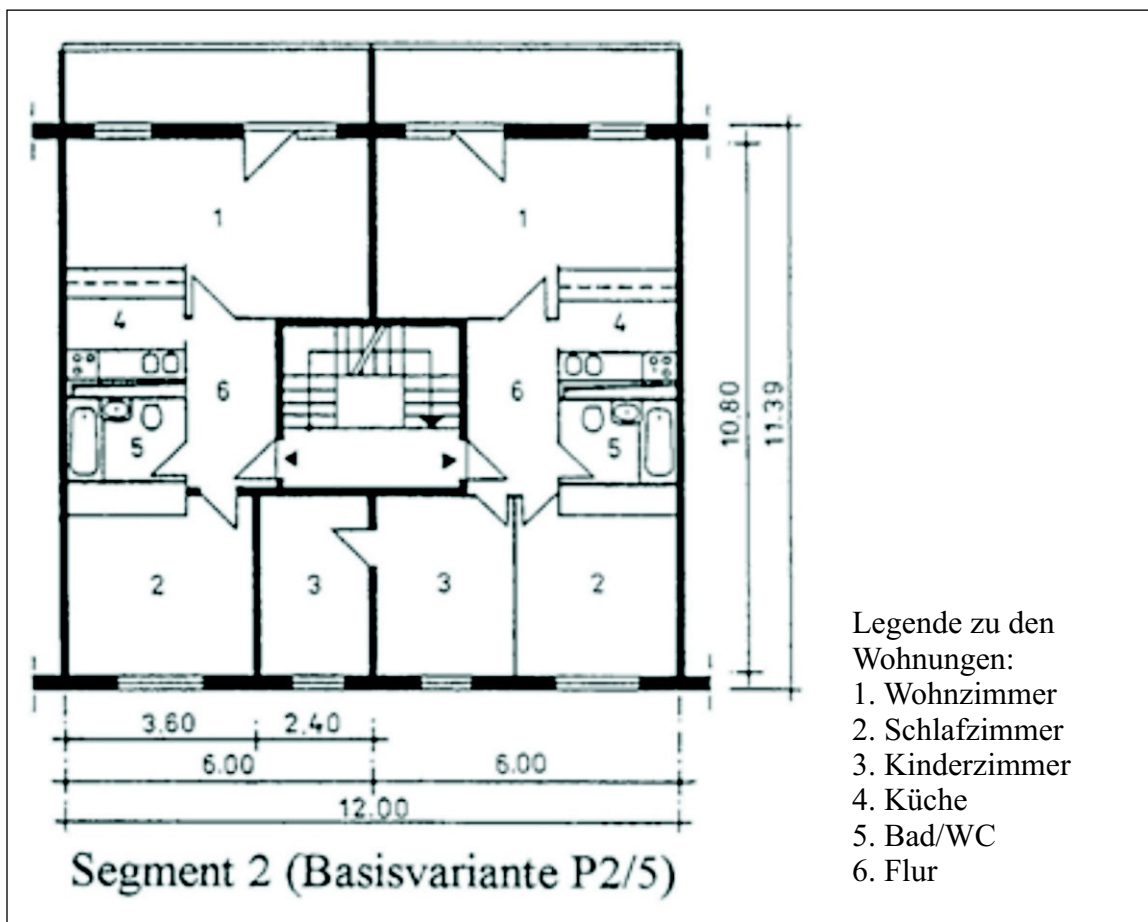 1 1
4 4
6 6
5 5
2 3 3 2
10.80
11.39
3.60 2.40
6.00 6.00
12.00
Segment 2 (Basisvariante P2/5)
Legende zu den
Wohnungen:
1. Wohnzimmer
2. Schlafzimmer
3. Kinderzimmer
4. Küche
5. Bad/WC
6. Flur